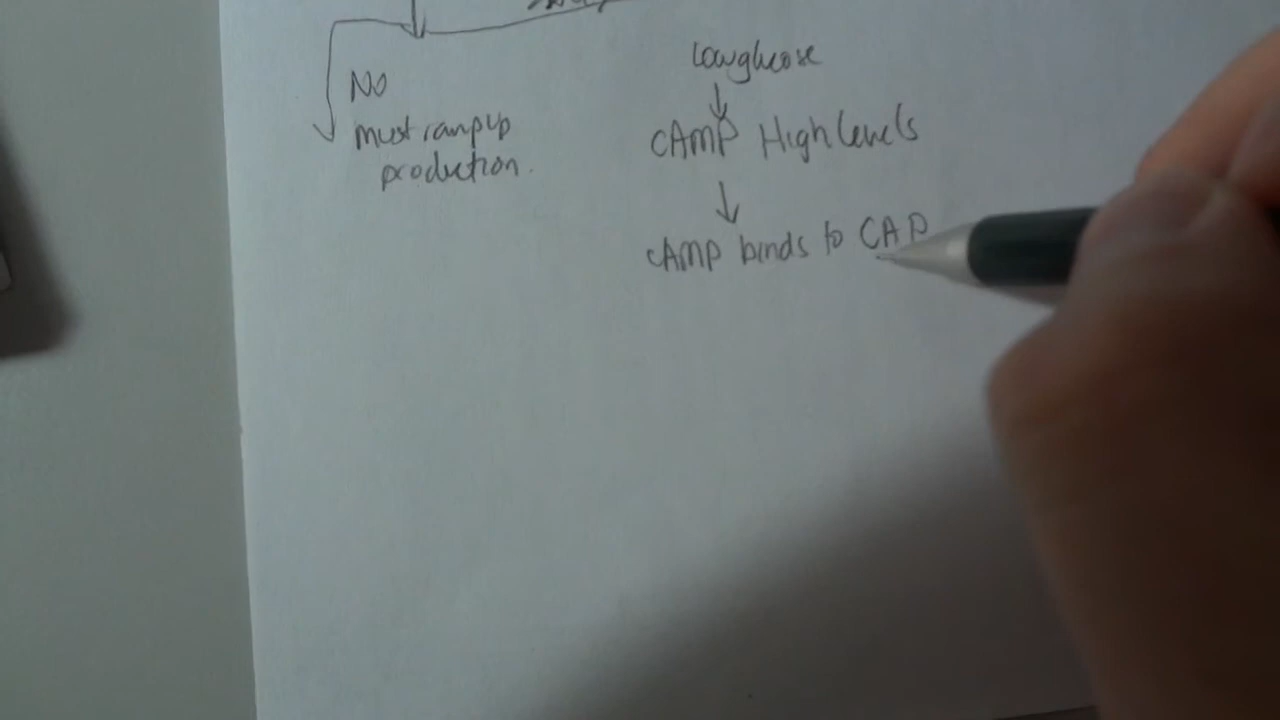 No
must ramp up
production.
low glucose
cAMP High levels
cAMP binds to CAP